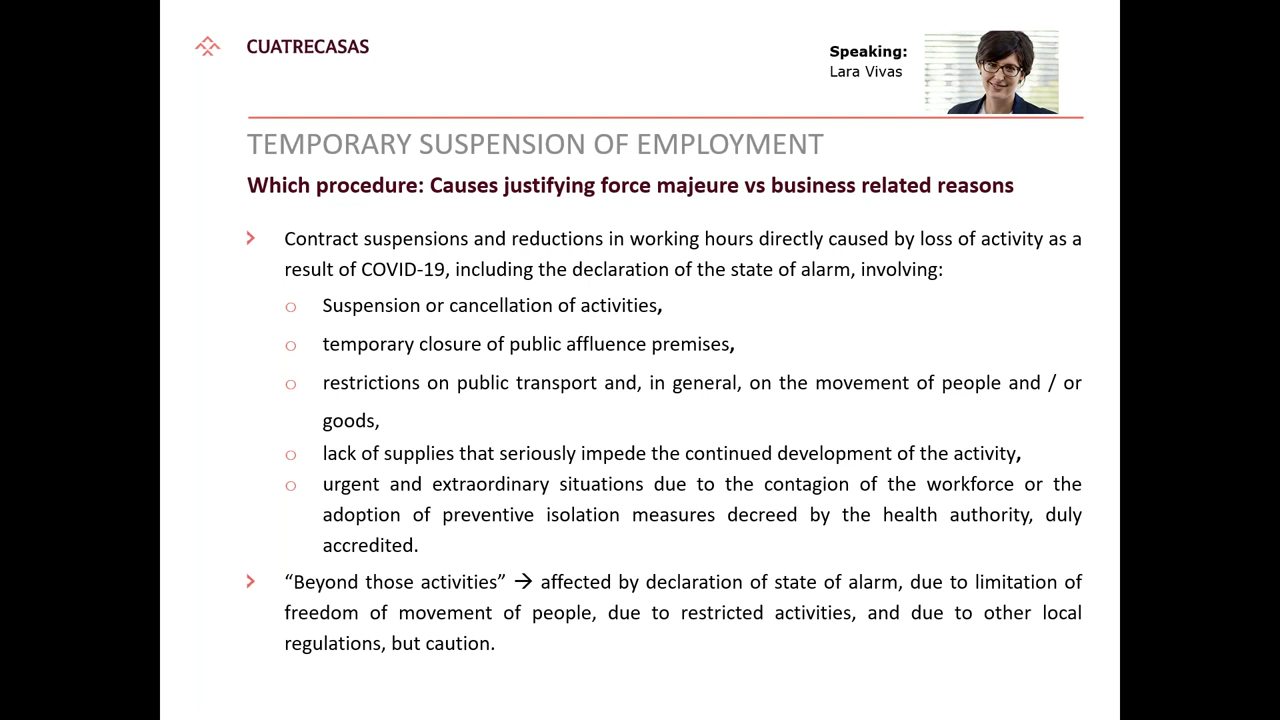 CUATRECASAS
Speaking:
Lara Vivas
TEMPORARY SUSPENSION OF EMPLOYMENT
Which procedure: Causes justifying force majeure vs business related reasons
Contract suspensions and reductions in working hours directly caused by loss of activity as a
result of COVID-19, including the declaration of the state of alarm, involving:
Suspension or cancellation of activities,
temporary closure of public affluence premises,
restrictions on public transport and, in general, on the movement of people and / or
goods,
lack of supplies that seriously impede the continued development of the activity,
urgent and extraordinary situations due to the contagion of the workforce or the
adoption of preventive isolation measures decreed by the health authority, duly
accredited.
“Beyond those activities” → affected by declaration of state of alarm, due to limitation of
freedom of movement of people, due to restricted activities, and due to other local
regulations, but caution.